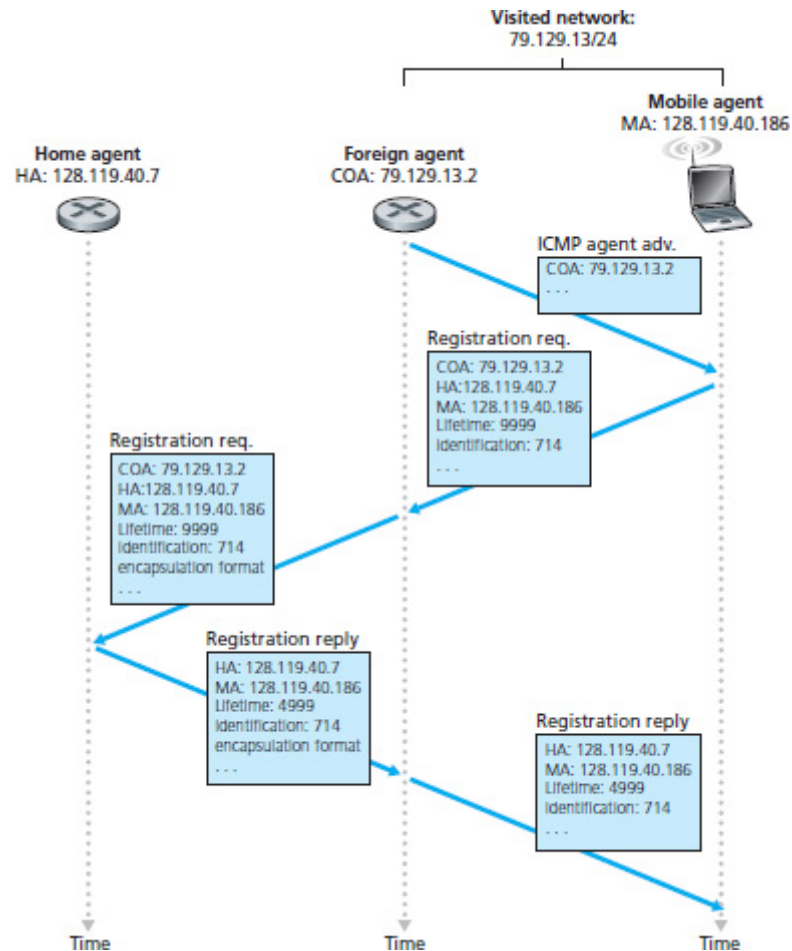 Visited network:
79.129.13/24
Mobile agent
MA: 128.119.40.186
Home agent
HA: 128.119.40.7
Foreign agent
COA: 79.129.13.2
ICMP agent adv.
COA: 79.129.13.2
. . .
Registration req.
COA: 79.129.13.2
HA:128.119.40.7
MA: 128.119.40.186
Lifetime: 9999
identification: 714
. . .
Registration req.
COA: 79.129.13.2
HA:128.119.40.7
MA: 128.119.40.186
Lifetime: 9999
identification: 714
encapsulation format
. . .
Registration reply
HA: 128.119.40.7
MA: 128.119.40.186
Lifetime: 4999
identification: 714
encapsulation format
. . .
Registration reply
HA: 128.119.40.7
MA: 128.119.40.186
Lifetime: 4999
identification: 714
. . .
Time
Time
Time